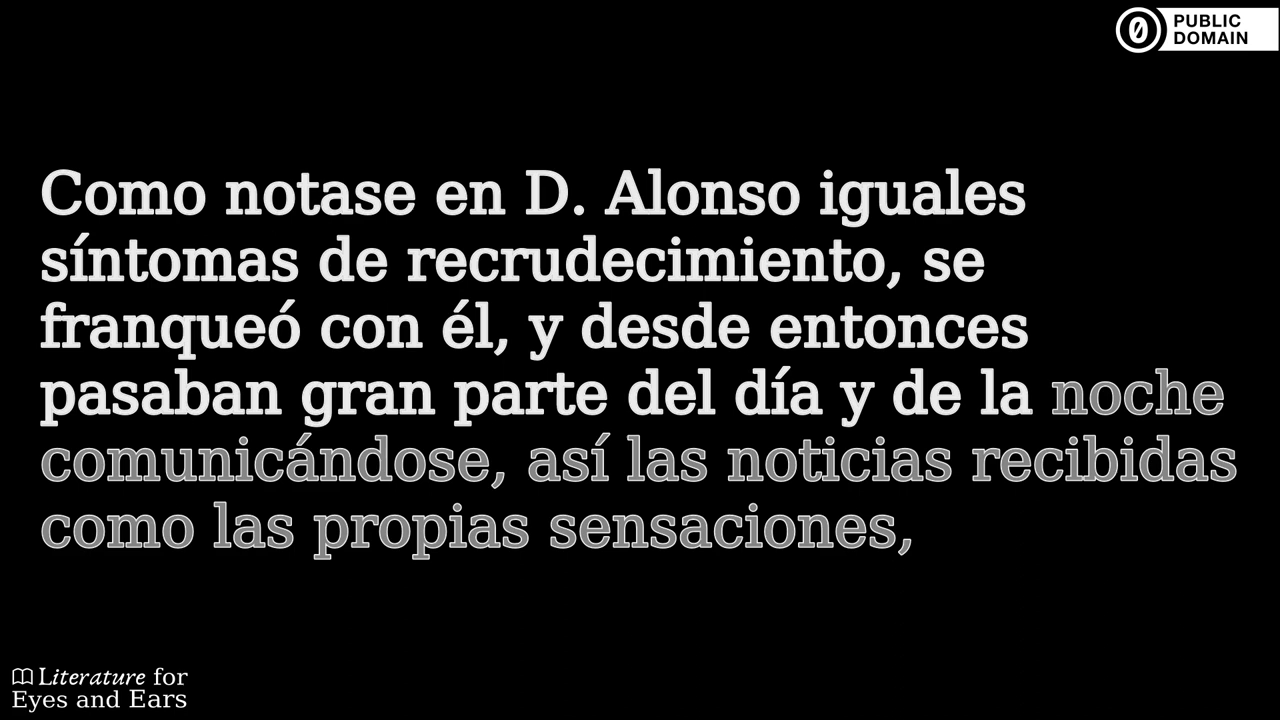 PUBLIC
DOMAIN
Como notase en D. Alonso iguales
síntomas de recrudecimiento, se
franqueó con él, y desde entonces
pasaban gran parte del día y de la noche
comunicándose, así las noticias recibidas
como las propias sensaciones,
Literature for
Eyes and Ears